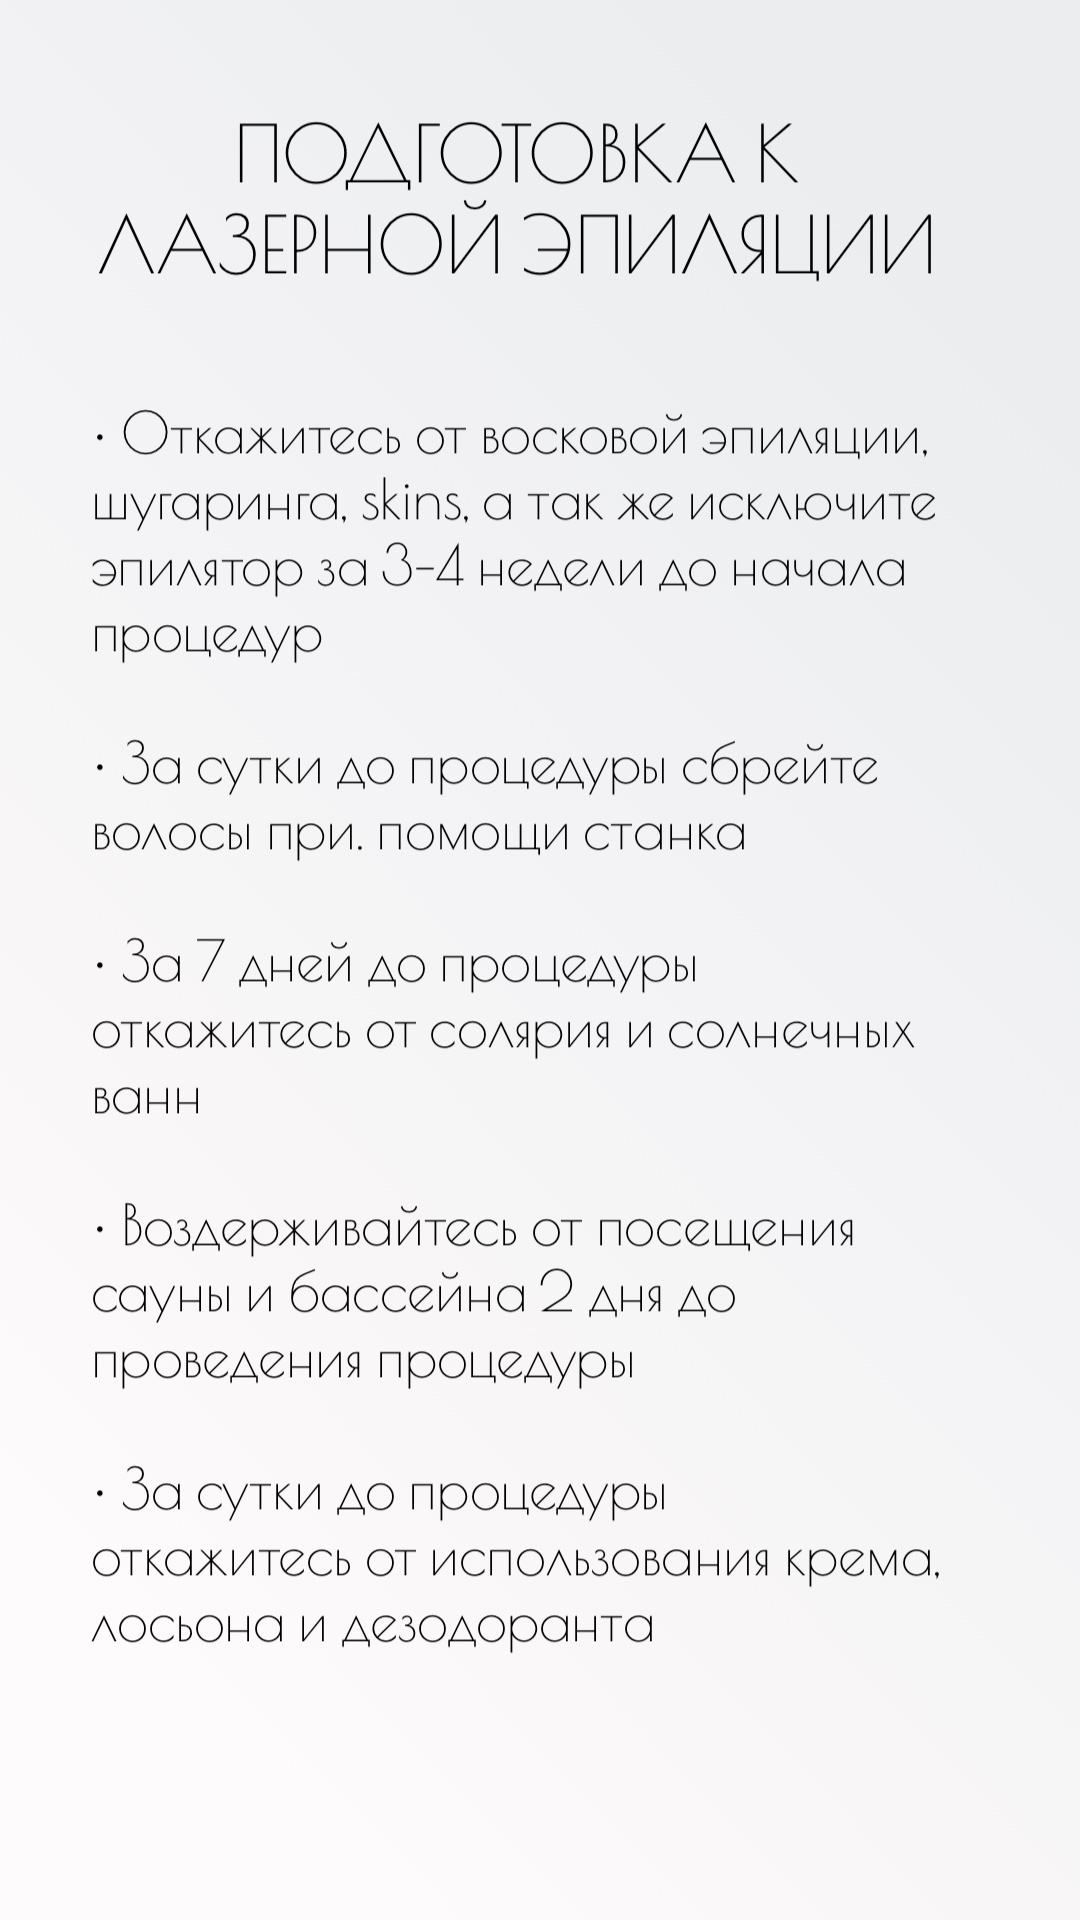 ПОДГОТОВКА К
ЛАЗЕРНОЙ ЭПИЛЯЦИИ
• Откажитесь от восковой эпиляции,
шугаринга, skins, а так же исключите
эпилятор за 3-4 недели до начала
процедур
• За сутки до процедуры сбрейте
волосы при. помощи станка
• За 7 дней до процедуры
откажитесь от солярия и солнечных
ванн
• Воздерживайтесь от посещения
сауны и бассейна 2 дня до
проведения процедуры
• За сутки до процедуры
откажитесь от использования крема,
лосьона и дезодоранта